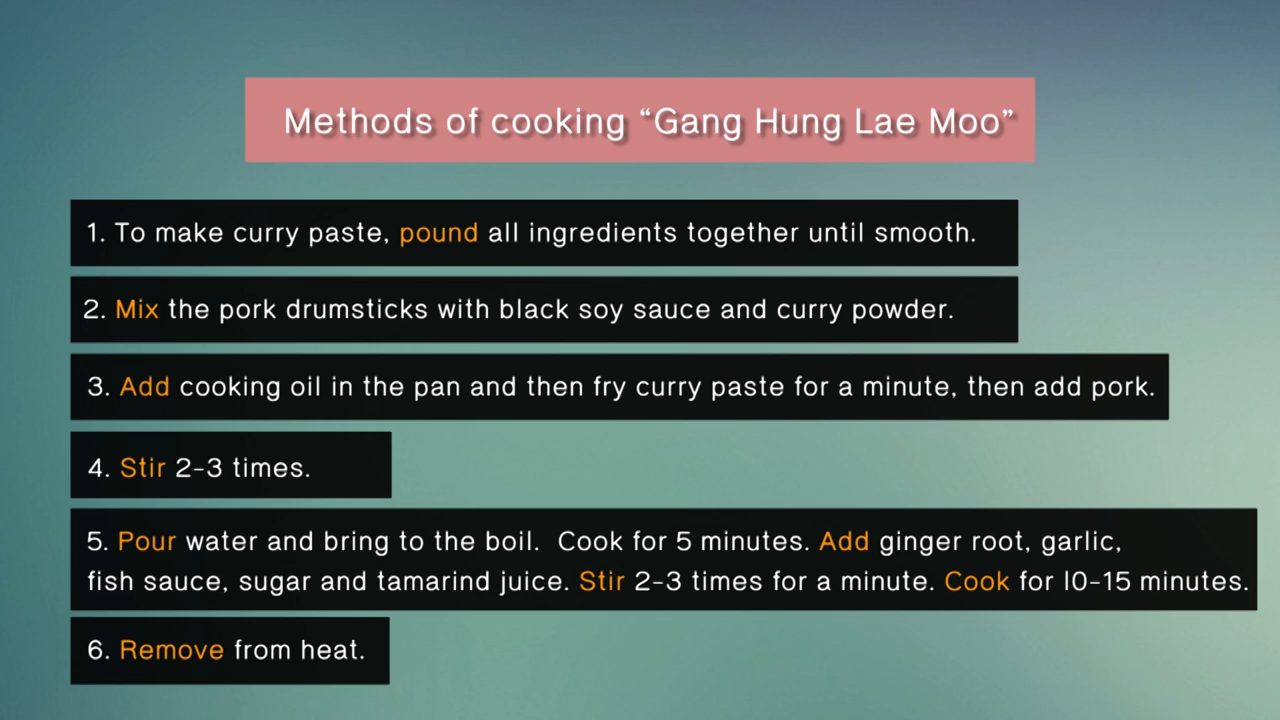 Methods of cooking “Gang Hung Lae Moo”
1. To make curry paste, pound all ingredients together until smooth.
2. Mix the pork drumsticks with black soy sauce and curry powder.
3. Add cooking oil in the pan and then fry curry paste for a minute, then add pork.
4. Stir 2-3 times.
5. Pour water and bring to the boil.  Cook for 5 minutes. Add ginger root, garlic,
fish sauce, sugar and tamarind juice. Stir 2-3 times for a minute. Cook for 10-15 minutes.
6. Remove from heat.